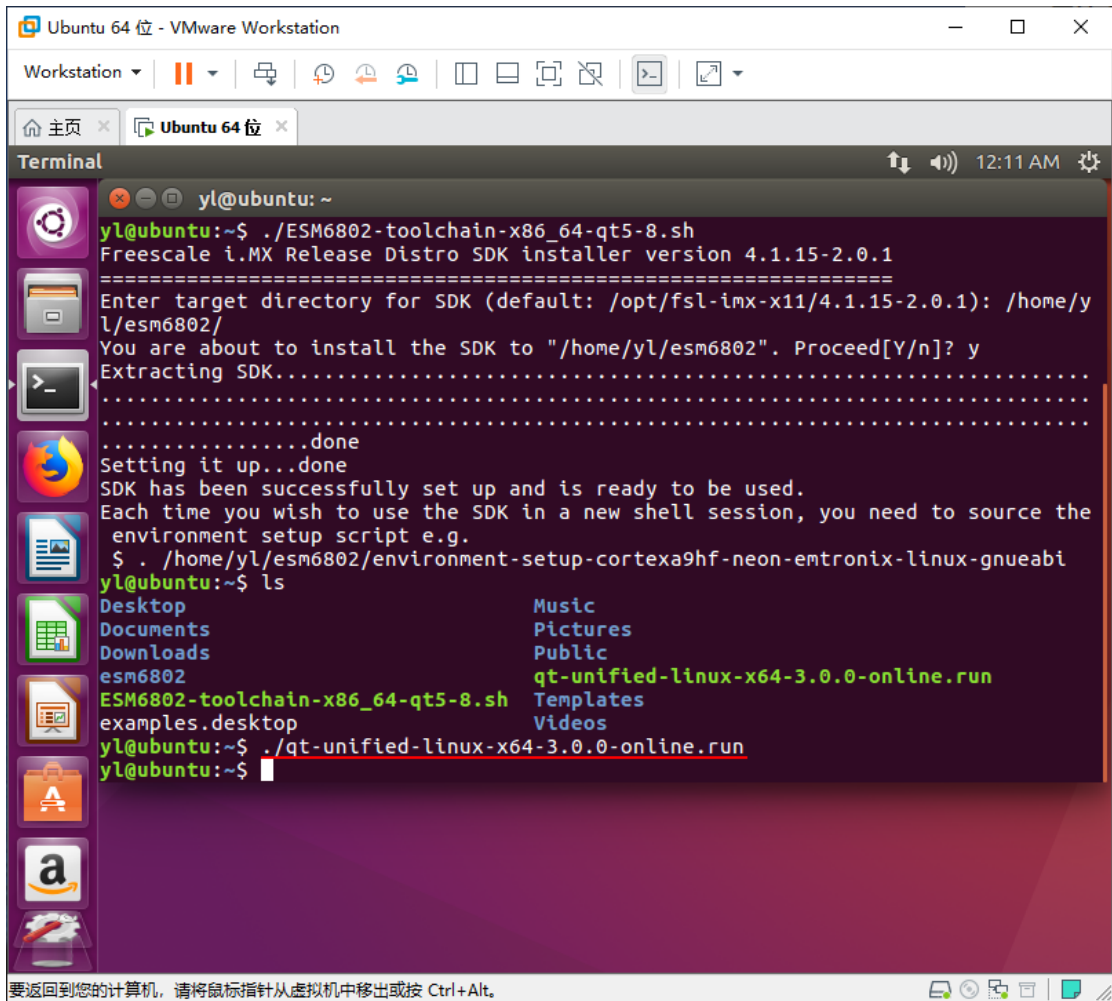 Ubuntu 64 位 - VMware Workstation
Workstation
主页
Ubuntu 64 位
Terminal
12:11 AM
yl@ubuntu: ~
yl@ubuntu:~$ ./ESM6802-toolchain-x86_64-qt5-8.sh
Freescale i.MX Release Distro SDK installer version 4.1.15-2.0.1
================================================================
Enter target directory for SDK (default: /opt/fsl-imx-x11/4.1.15-2.0.1): /home/y
l/esm6802/
You are about to install the SDK to "/home/yl/esm6802". Proceed[Y/n]? y
Extracting SDK..................................................................
................................................................................
................................................................................
.................done
Setting it up...done
SDK has been successfully set up and is ready to be used.
Each time you wish to use the SDK in a new shell session, you need to source the
 environment setup script e.g.
 $ . /home/yl/esm6802/environment-setup-cortexa9hf-neon-emtronix-linux-gnueabi
yl@ubuntu:~$ ls
Desktop Music
Documents Pictures
Downloads Public
esm6802 qt-unified-linux-x64-3.0.0-online.run
ESM6802-toolchain-x86_64-qt5-8.sh Templates
examples.desktop Videos
yl@ubuntu:~$ ./qt-unified-linux-x64-3.0.0-online.run
yl@ubuntu:~$
要返回到您的计算机，请将鼠标指针从虚拟机中移出或按 Ctrl+Alt。